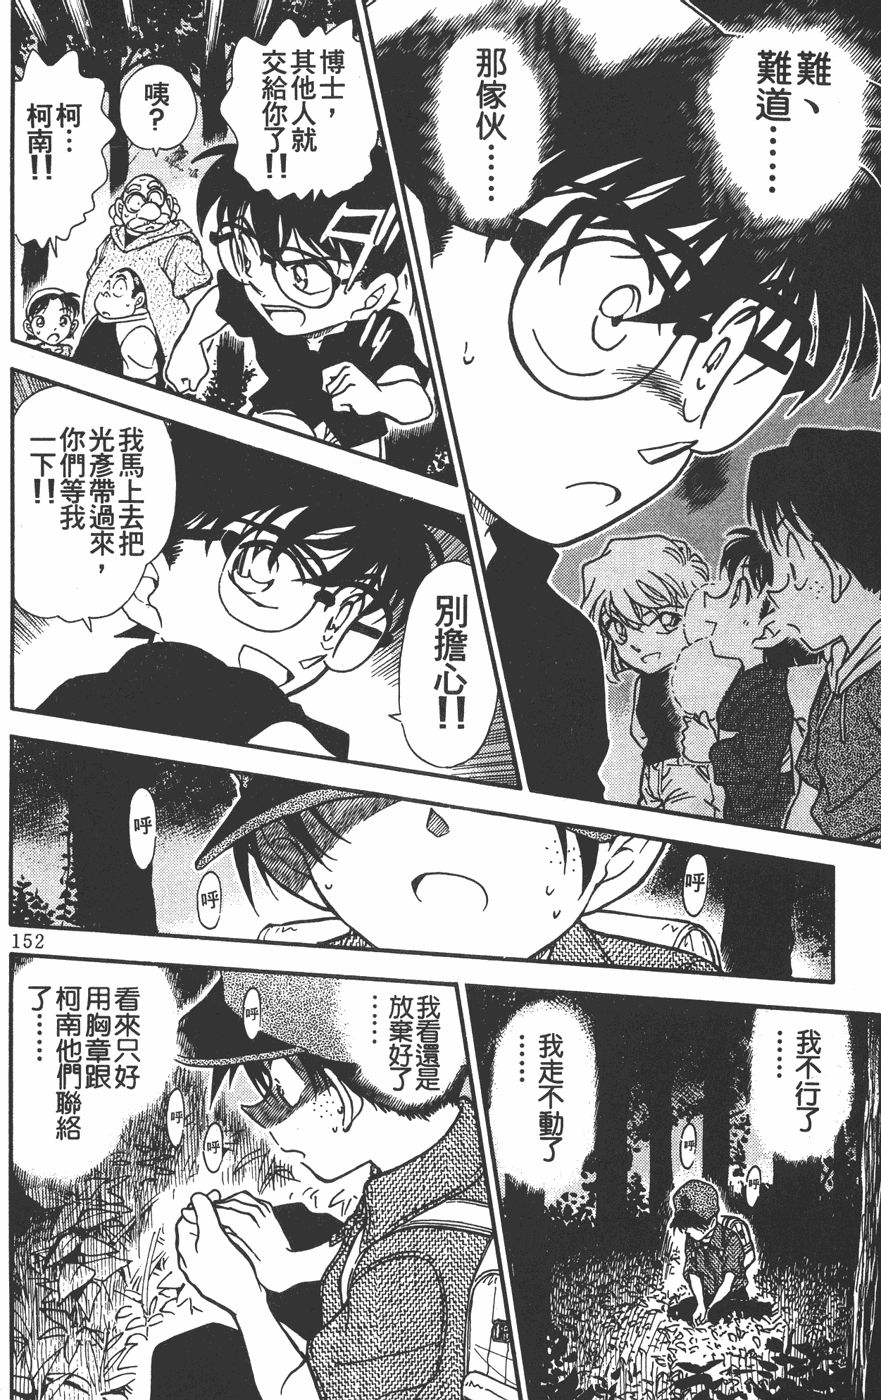 難、
難道……
那傢伙……
博士，
其他人就
交給你了!!
咦?
柯…
柯南!!
ダッ
別擔心!!
我馬上去把
光彥帶過來，
你們等我
一下!!
呼
呼
呼
152
我不行了
……
我走不動了
……
呼
呼
我看還是
放棄好了
……
呼
呼
呼
看來只好
用胸章跟
柯南他們聯絡
了……